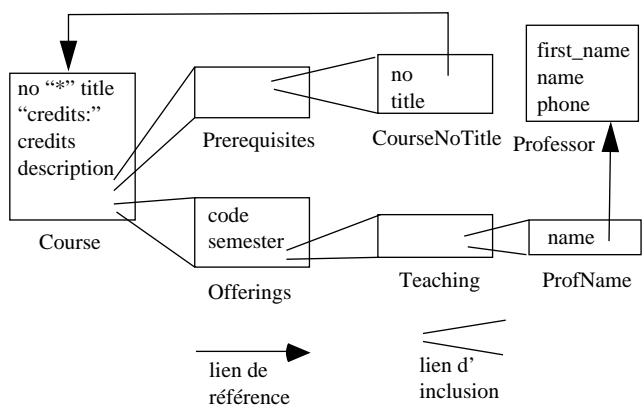 no “*” title
“credits:”
credits
description
Course
Prerequisites
no
title
CourseNoTitle
first_name
name
phone
Professor
code
semester
Offerings
Teaching
name
ProfName
lien de
référence
lien d’
inclusion